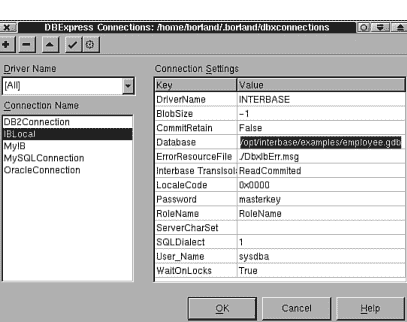 DBExpress Connections: /home/borland/.borland/dbxconnections
Driver Name
[All]
Connection Name
DB2Connection
IBLocal
MyIB
MySQLConnection
OracleConnection
Connection Settings
Key Value
DriverName INTERBASE
BlobSize -1
CommitRetain False
Database /opt/interbase/examples/employee.gdb
ErrorResourceFile ./DbxIbErr.msg
Interbase TransIsol: ReadCommited
LocaleCode 0x0000
Password masterkey
RoleName RoleName
ServerCharSet
SQLDialect 1
User_Name sysdba
WaitOnLocks True
OK Cancel Help